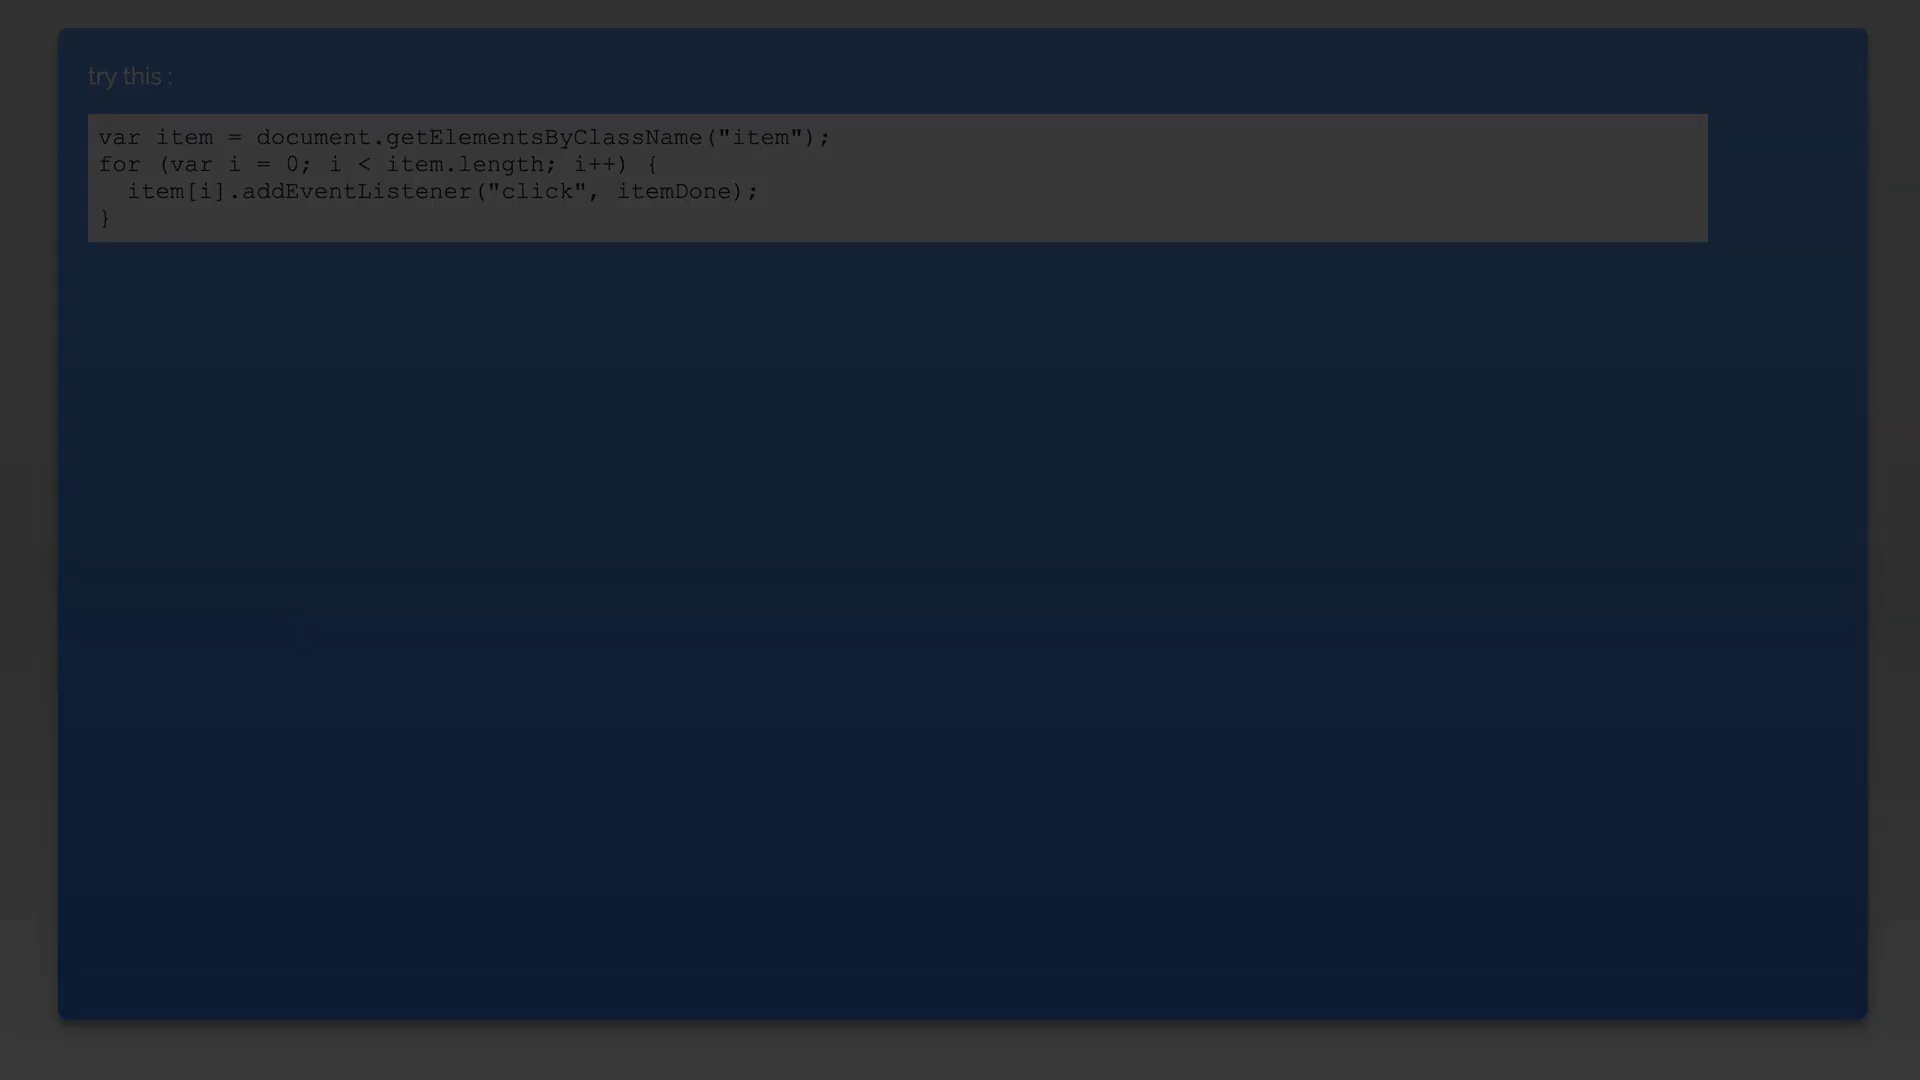 try this :
var item = document.getElementsByClassName("item");
for (var i = 0; i < item.length; i++) {
  item[i].addEventListener("click", itemDone);
}